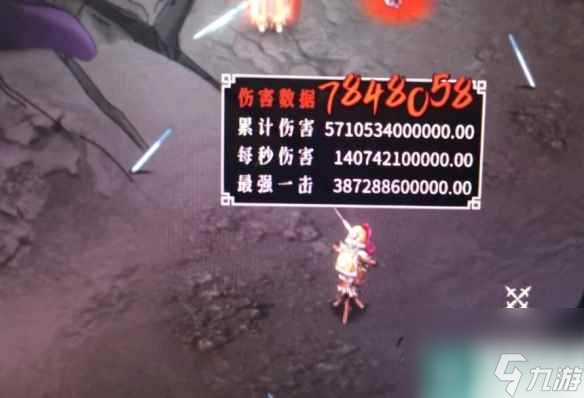 伤害数据
7848058
累计伤害 5710534000000.00
每秒伤害 140742100000.00
最强一击 387288600000.00
九游